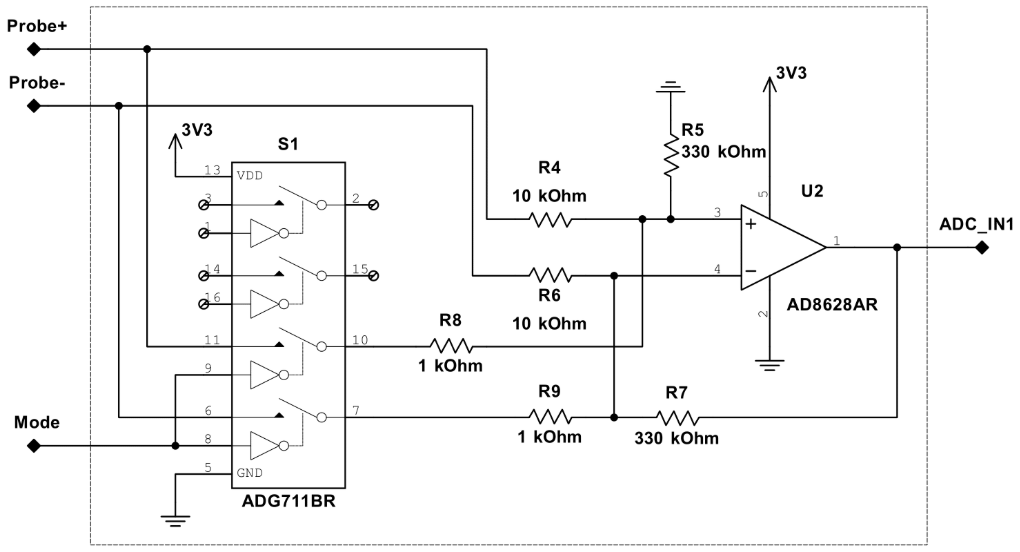 Probe+
Probe-
Mode
3V3
S1
13 VDD
3
2
1
14
15
16
11
10
9
6
7
8
5 GND
ADG711BR
R4
10 kOhm
R6
10 kOhm
R8
1 kOhm
R9
1 kOhm
R7
330 kOhm
R5
330 kOhm
3V3
5
U2
3
+
4
−
1
2
AD8628AR
ADC_IN1